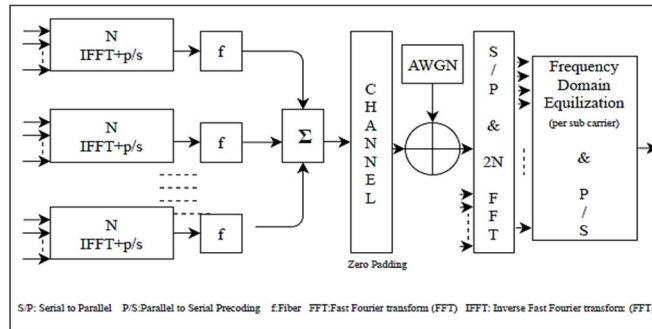 N
IFFT+p/s
f
N
IFFT+p/s
f
N
IFFT+p/s
f
Σ
C
H
A
N
N
E
L
Zero Padding
AWGN
S
/
P
&
2N
F
F
T
Frequency
Domain
Equilization
(per sub carrier)
&
P
/
S
S/P: Serial to Parallel P/S:Parallel to Serial Precoding f:Fiber FFT:Fast Fourier transform (FFT) IFFT: Inverse Fast Fourier transform (FFT)